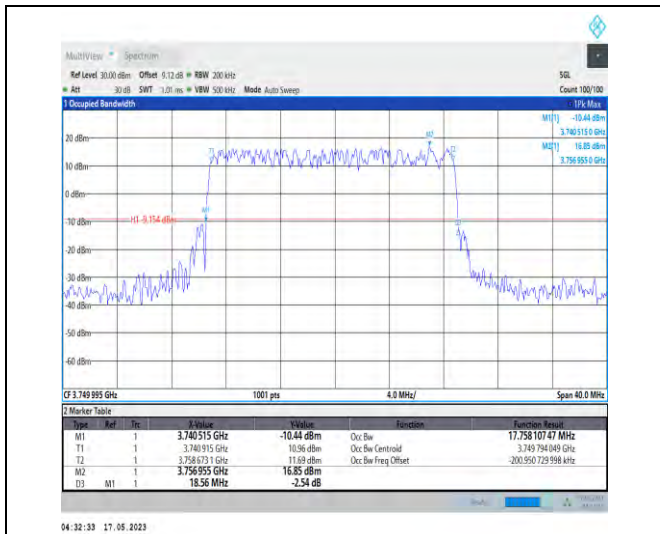 MultiView Spectrum
Ref Level 30.00 dBm Offset 9.12 dB RBW 200 kHz SGL
Att 30 dB SWT 1.01 ms VBW 500 kHz Mode Auto Sweep Count 100/100
1 Occupied Bandwidth 1Pk Max
M1[1] -10.44 dBm
3.740 515 0 GHz
M2[1] 16.85 dBm
3.756 955 0 GHz
20 dBm
10 dBm
0 dBm
-10 dBm
-20 dBm
-30 dBm
-40 dBm
-50 dBm
-60 dBm
M2
T1
T2
M1
H1 -9.154 dBm
CF 3.749 995 GHz 1001 pts 4.0 MHz/ Span 40.0 MHz
2 Marker Table
Type Ref Trc X-Value Y-Value Function Function Result
M1 1 3.740 515 GHz -10.44 dBm Occ Bw 17.758 107 47 MHz
T1 1 3.740 915 GHz 10.96 dBm Occ Bw Centroid 3.749 794 049 GHz
T2 1 3.758 673 1 GHz 11.69 dBm Occ Bw Freq Offset -200.950 729 998 kHz
M2 1 3.756 955 GHz 16.85 dBm
D3 M1 1 18.56 MHz -2.54 dB
04:32:33 17.05.2023